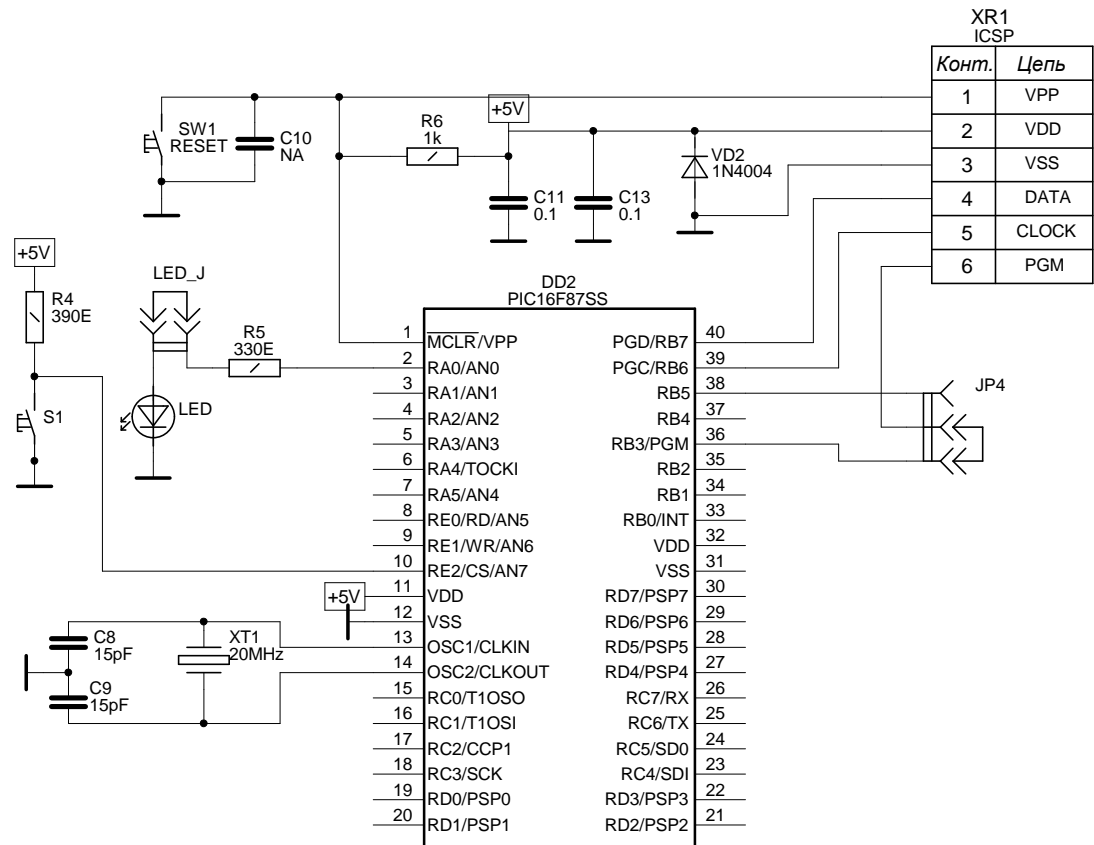 XR1
ICSP
Конт. Цепь
1 VPP
2 VDD
3 VSS
4 DATA
5 CLOCK
6 PGM
SW1
RESET
C10
NA
R6
1k
+5V
C11
0.1
C13
0.1
VD2
1N4004
+5V
R4
390E
S1
LED_J
R5
330E
LED
DD2
PIC16F87SS
1 MCLR/VPP
2 RA0/AN0
3 RA1/AN1
4 RA2/AN2
5 RA3/AN3
6 RA4/TOCKI
7 RA5/AN4
8 RE0/RD/AN5
9 RE1/WR/AN6
10 RE2/CS/AN7
11 VDD
12 VSS
13 OSC1/CLKIN
14 OSC2/CLKOUT
15 RC0/T1OSO
16 RC1/T1OSI
17 RC2/CCP1
18 RC3/SCK
19 RD0/PSP0
20 RD1/PSP1
PGD/RB7 40
PGC/RB6 39
RB5 38
RB4 37
RB3/PGM 36
RB2 35
RB1 34
RB0/INT 33
VDD 32
VSS 31
RD7/PSP7 30
RD6/PSP6 29
RD5/PSP5 28
RD4/PSP4 27
RC7/RX 26
RC6/TX 25
RC5/SD0 24
RC4/SDI 23
RD3/PSP3 22
RD2/PSP2 21
JP4
+5V
C8
15pF
C9
15pF
XT1
20MHz